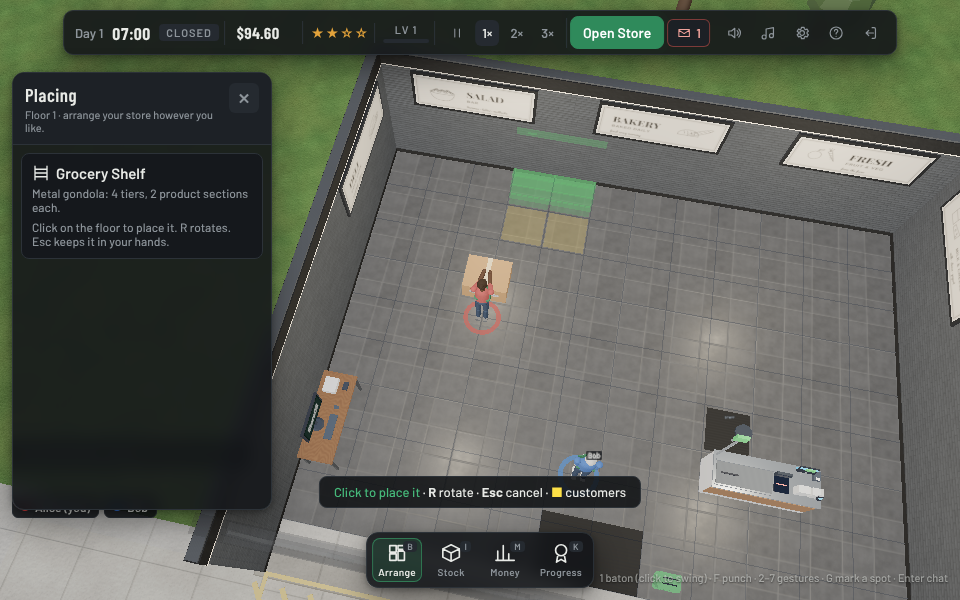 Day 1 07:00 CLOSED $94.60 LV 1 1× 2× 3× Open Store 1
Placing
Floor 1 · arrange your store however you
like.
Grocery Shelf
Metal gondola: 4 tiers, 2 product sections
each.
Click on the floor to place it. R rotates.
Esc keeps it in your hands.
SALAD
BAKERY
FRESH
Bob
Click to place it · R rotate · Esc cancel · customers
Alice (you) Bob
B I M K
Arrange Stock Money Progress
1 baton (click to swing) · F punch · 2-7 gestures · G mark a spot · Enter chat